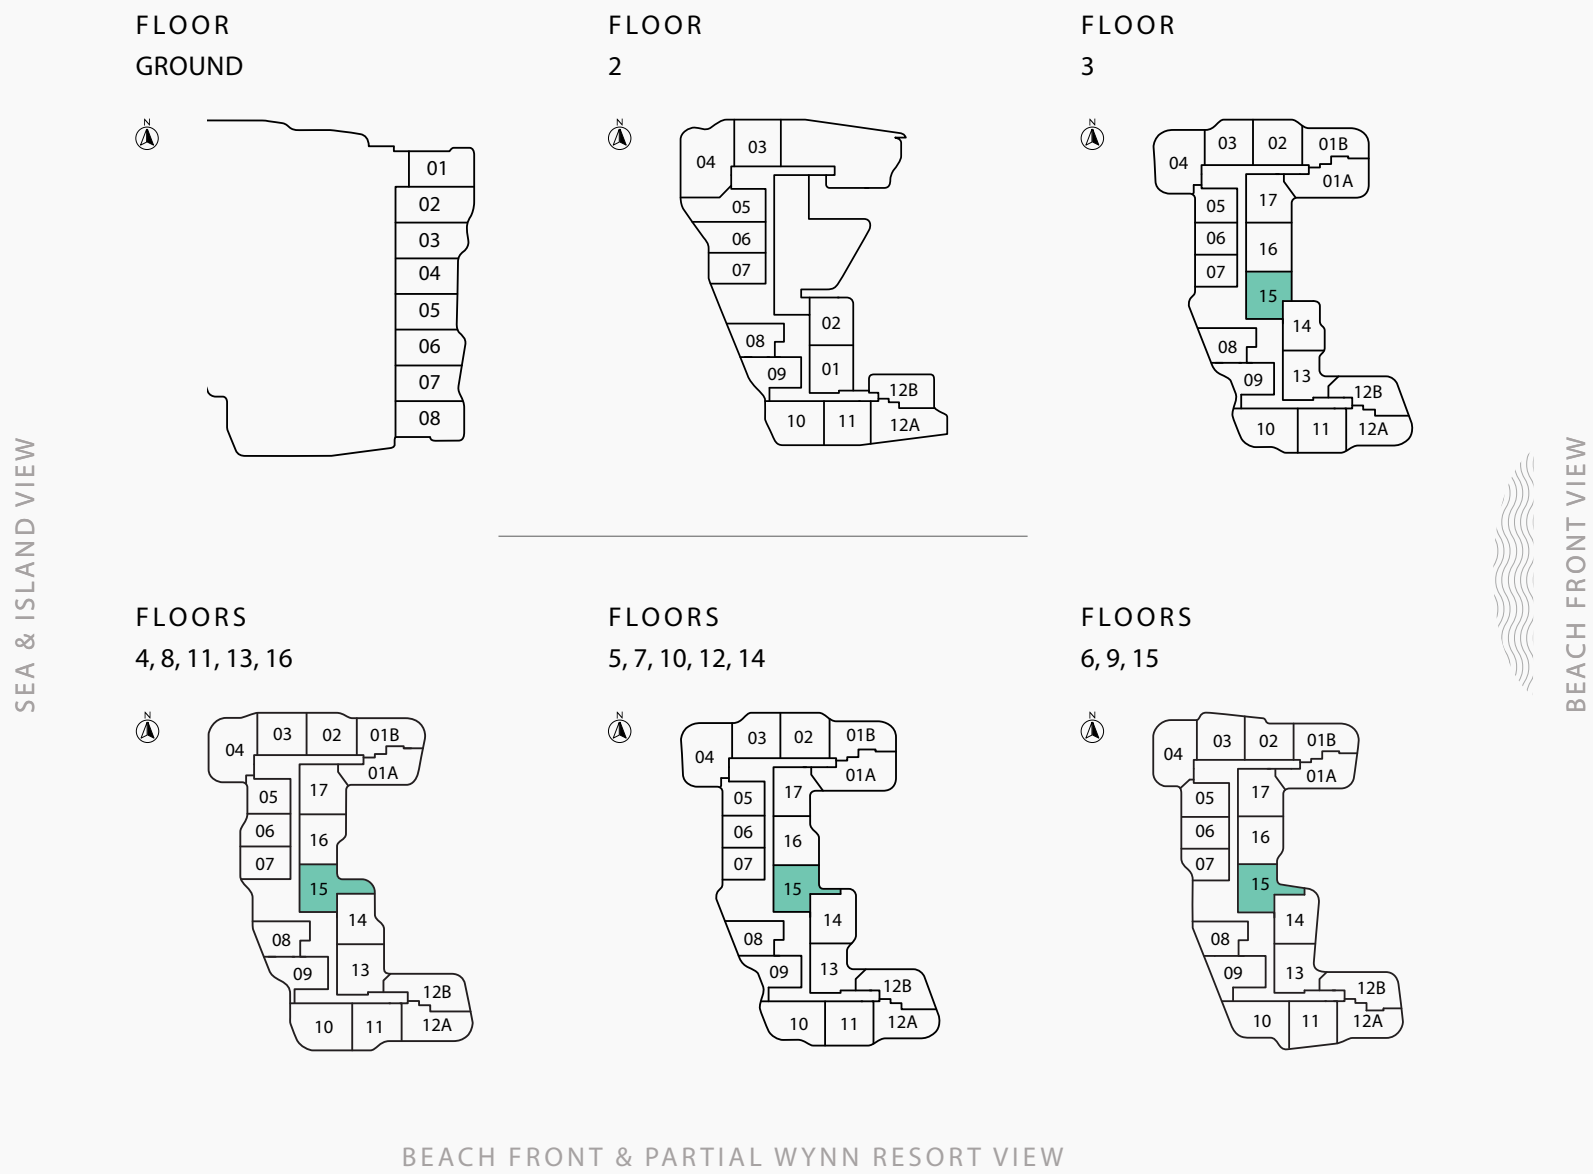 FLOOR
GROUND
N
01
02
03
04
05
06
07
08
FLOOR
2
N
03
04
05
06
07
02
08
01
09
12B
10
11
12A
FLOOR
3
N
03
02
01B
04
01A
17
05
06
16
07
15
14
08
13
09
12B
10
11
12A
SEA & ISLAND VIEW
BEACH FRONT VIEW
FLOORS
4, 8, 11, 13, 16
N
03
02
01B
04
01A
17
05
06
16
07
15
14
08
13
09
12B
10
11
12A
FLOORS
5, 7, 10, 12, 14
N
03
02
01B
04
01A
17
05
06
16
07
15
14
08
13
09
12B
10
11
12A
FLOORS
6, 9, 15
N
03
02
01B
04
01A
17
05
06
16
07
15
14
08
13
09
12B
10
11
12A
BEACH FRONT & PARTIAL WYNN RESORT VIEW